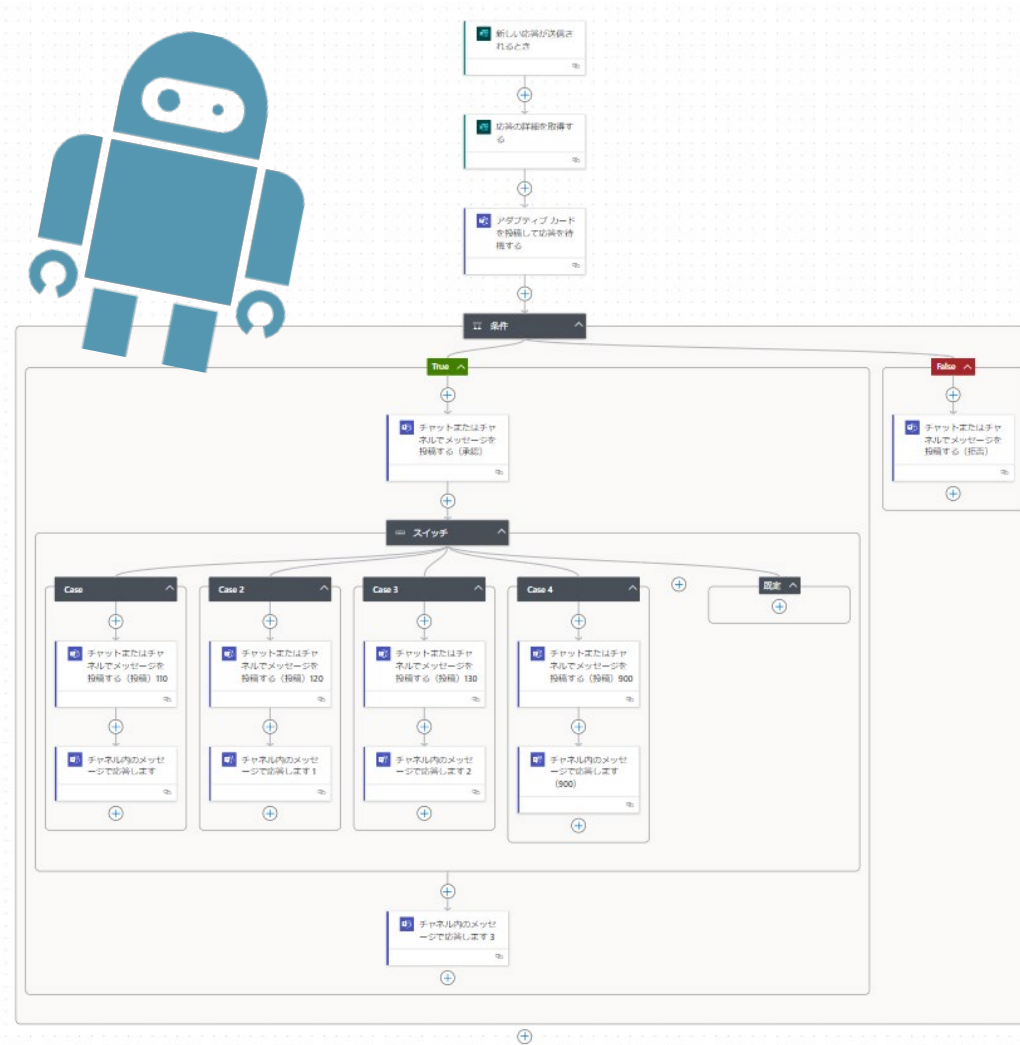 新しい応答が送信さ
れるとき
応答の詳細を取得す
る
アダプティブ カード
を投稿して応答を待
機する
条件
True
False
チャットまたはチャ
ネルでメッセージを
投稿する（承認）
チャットまたはチャ
ネルでメッセージを
投稿する（拒否）
スイッチ
Case
Case 2
Case 3
Case 4
既定
チャットまたはチャ
ネルでメッセージを
投稿する（投稿）110
チャットまたはチャ
ネルでメッセージを
投稿する（投稿）120
チャットまたはチャ
ネルでメッセージを
投稿する（投稿）130
チャットまたはチャ
ネルでメッセージを
投稿する（投稿）900
チャネル内のメッセ
ージで応答します
チャネル内のメッセ
ージで応答します 1
チャネル内のメッセ
ージで応答します 2
チャネル内のメッセ
ージで応答します
（900）
チャネル内のメッセ
ージで応答します 3